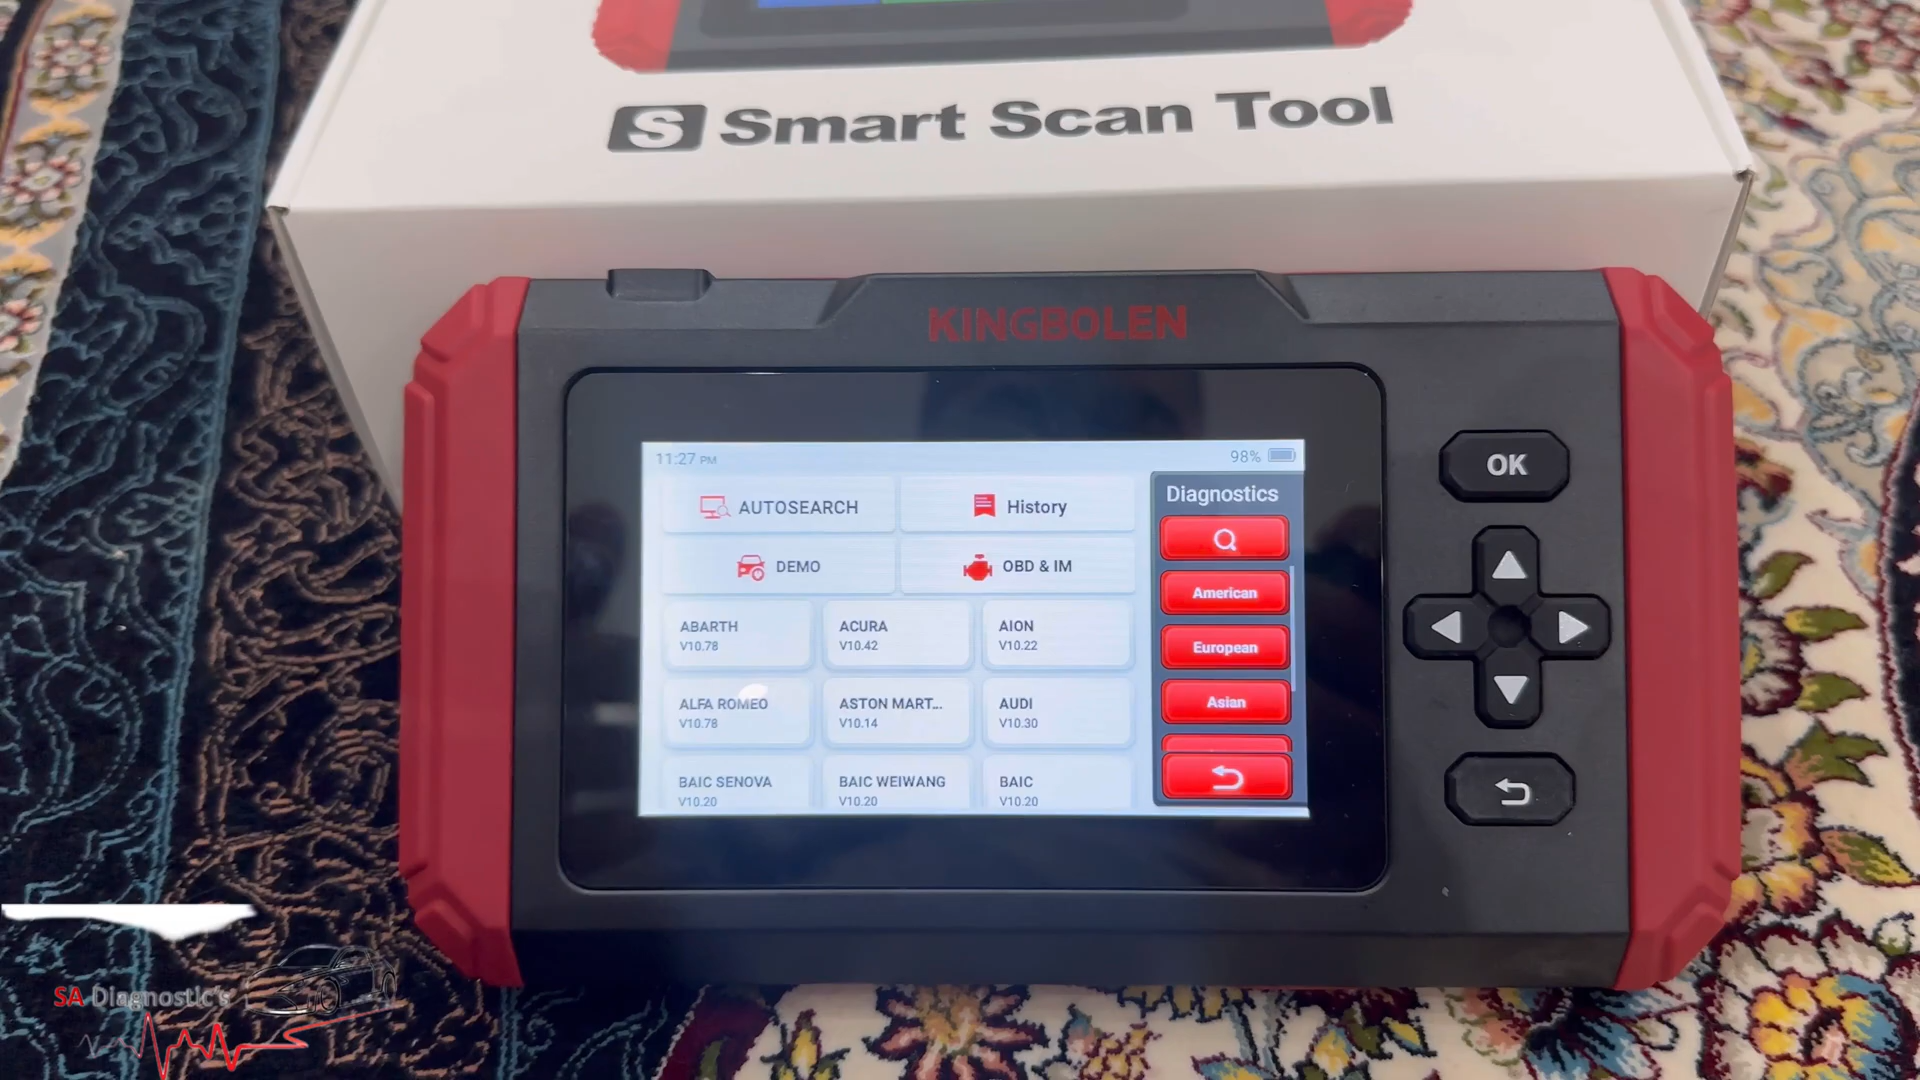 S Smart Scan Tool
KINGBOLEN
11:27 PM
98%
AUTOSEARCH
History
DEMO
OBD & IM
ABARTH
V10.78
ACURA
V10.42
AION
V10.22
ALFA ROMEO
V10.78
ASTON MART...
V10.14
AUDI
V10.30
BAIC SENOVA
V10.20
BAIC WEIWANG
V10.20
BAIC
V10.20
Diagnostics
American
European
Asian
OK
SA Diagnostic's